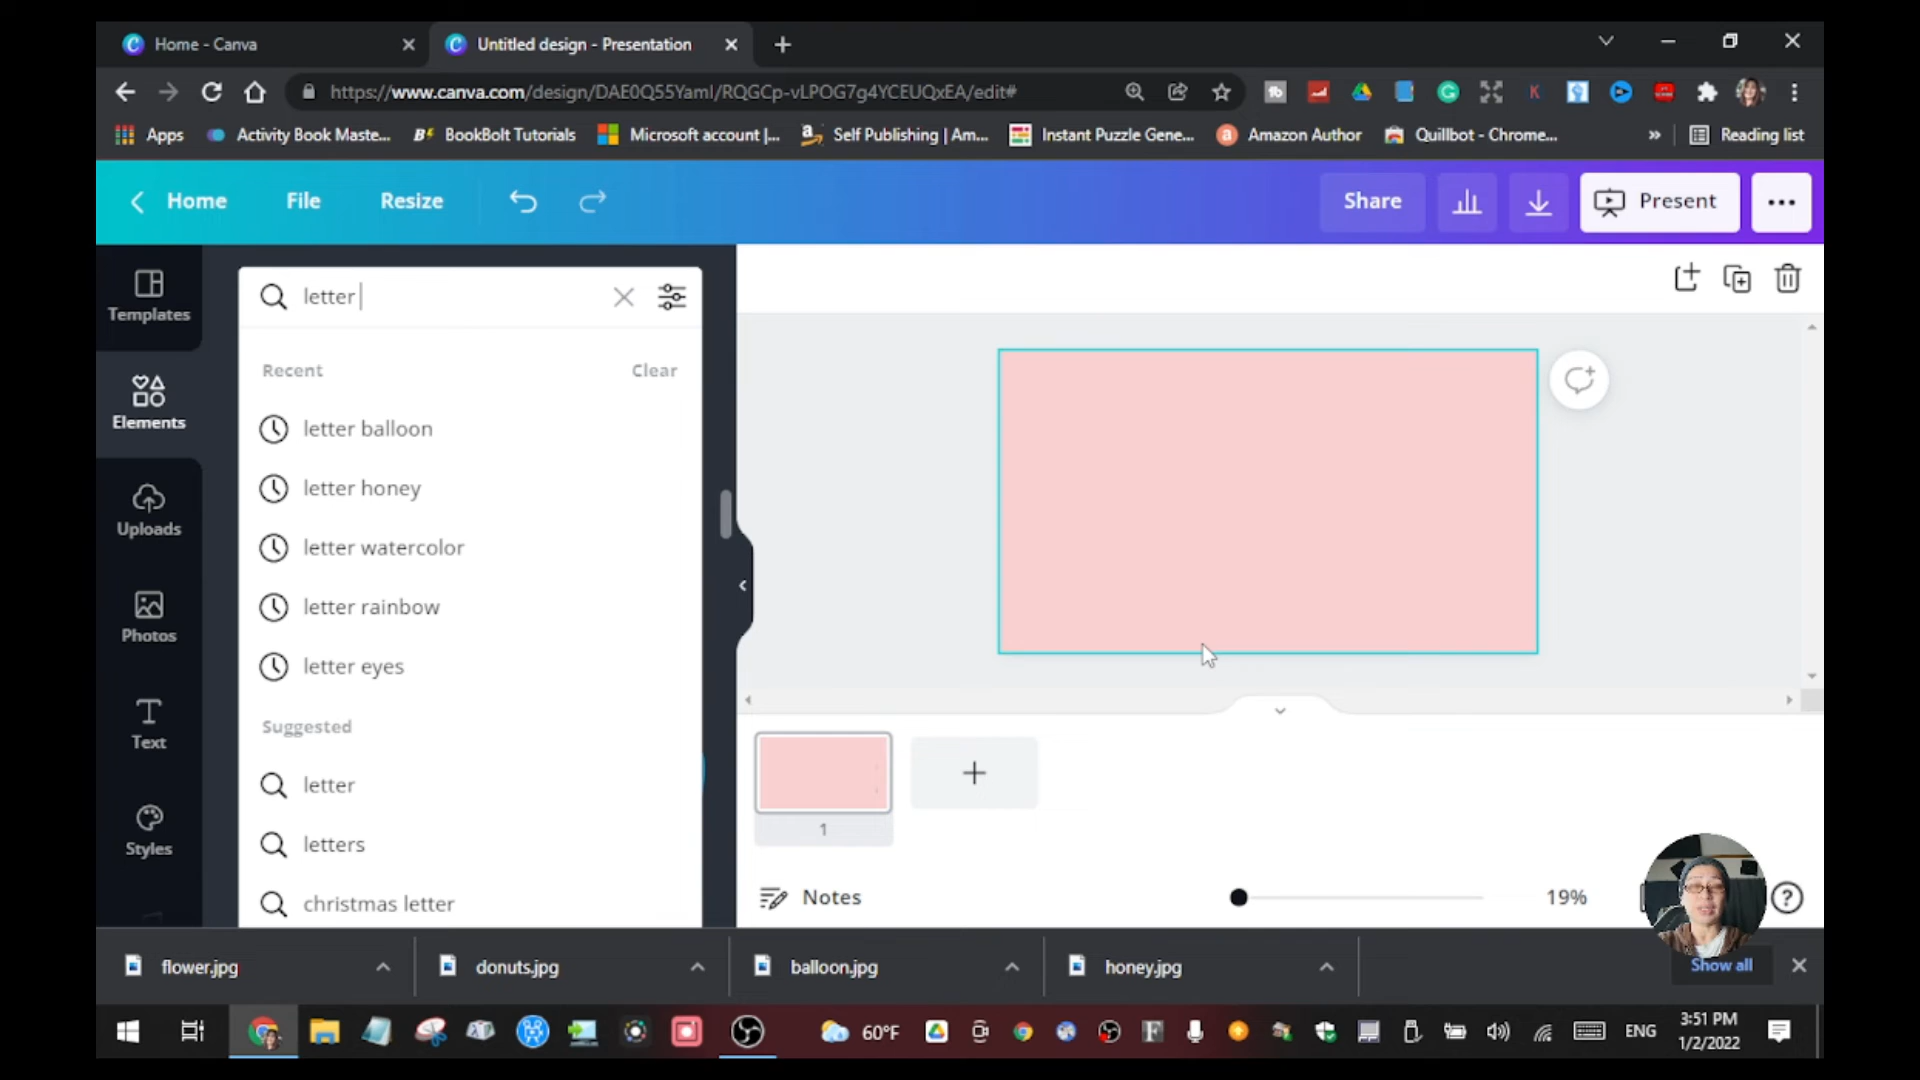 Home - Canva
Untitled design - Presentation
https://www.canva.com/design/DAE0Q55YamI/RQGCp-vLPOG7g4YCEUQxEA/edit#
Apps
Activity Book Maste...
BookBolt Tutorials
Microsoft account |...
Self Publishing | Am...
Instant Puzzle Gene...
Amazon Author
Quillbot - Chrome...
»
Reading list
Home
File
Resize
Share
Present
Templates
Elements
Uploads
Photos
Text
Styles
letter
Recent
Clear
letter balloon
letter honey
letter watercolor
letter rainbow
letter eyes
Suggested
letter
letters
christmas letter
1
Notes
19%
?
flower.jpg
donuts.jpg
balloon.jpg
honey.jpg
Show all
60°F
ENG
3:51 PM
1/2/2022